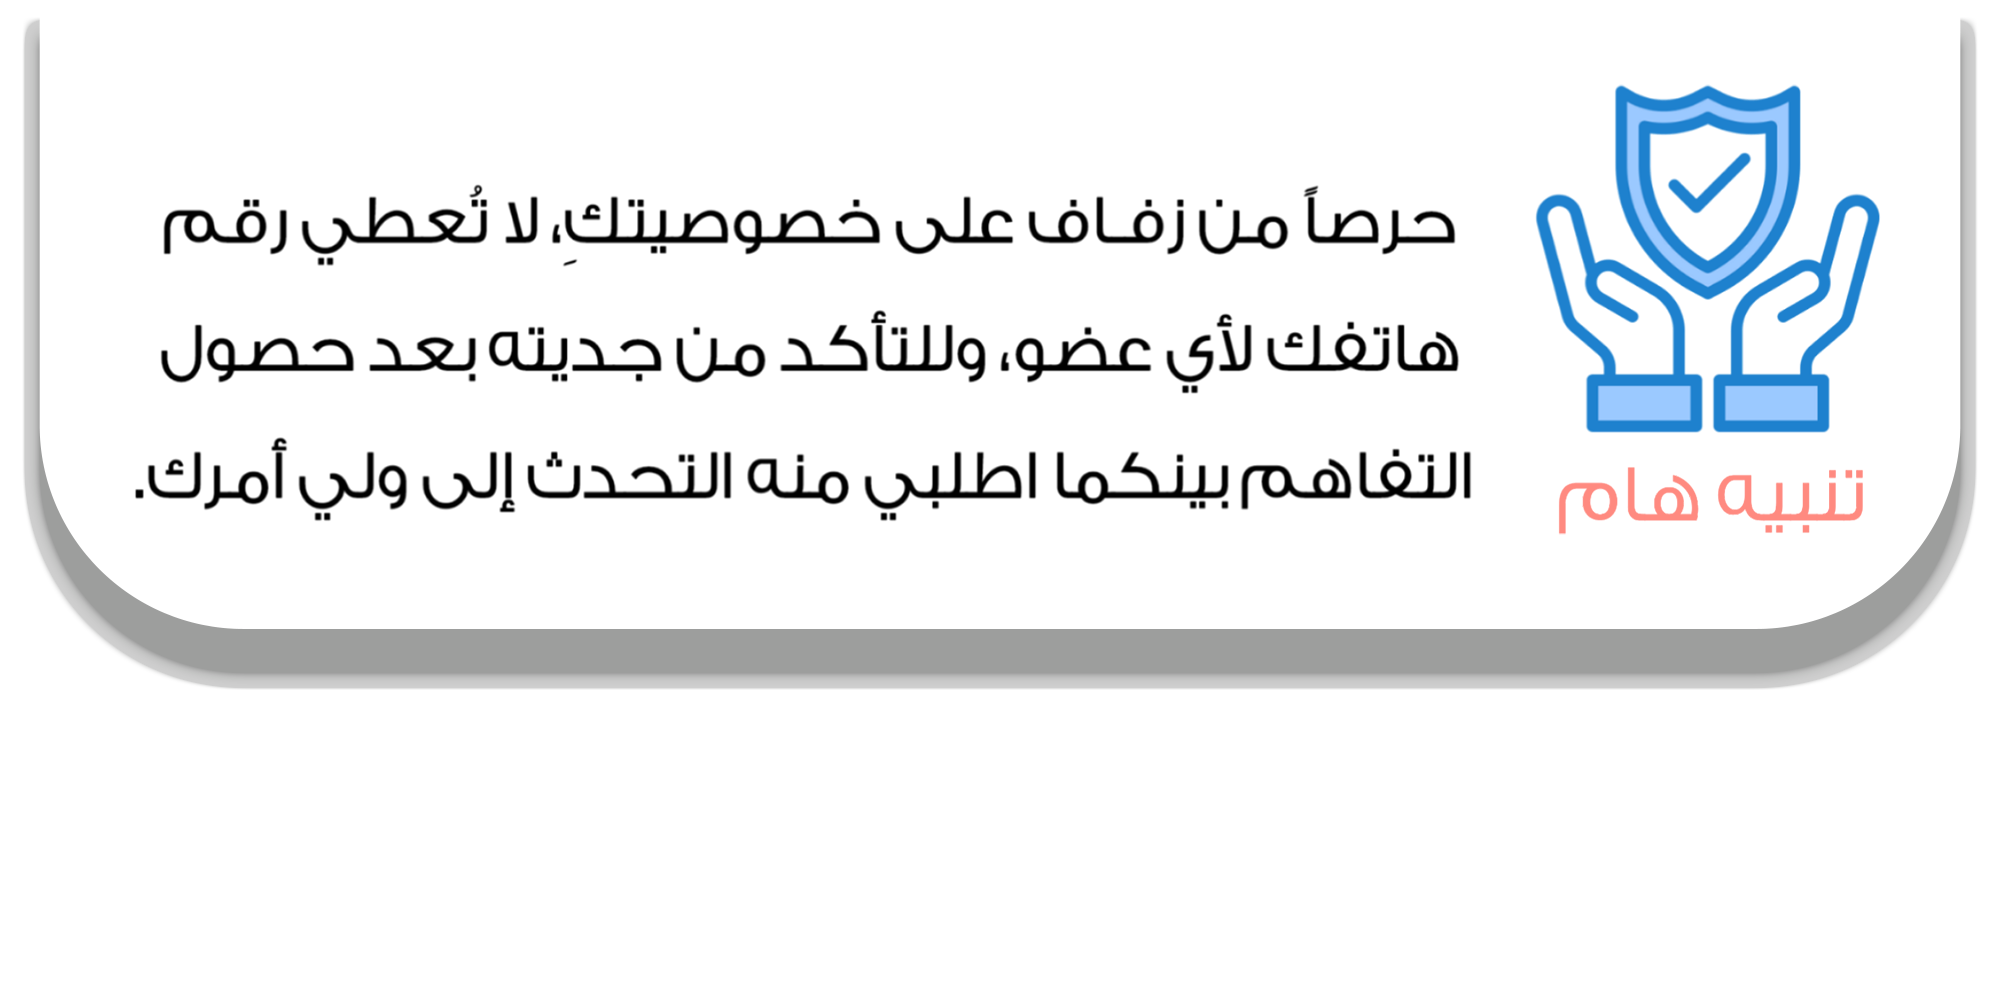 حرصاً من زفاف على خصوصيتكِ، لا تُعطي رقم
هاتفك لأي عضو، وللتأكد من جديته بعد حصول
التفاهم بينكما اطلبي منه التحدث إلى ولي أمرك.
تنبيه هام